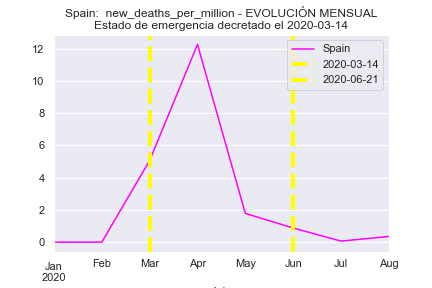 Spain: new_deaths_per_million - EVOLUCIÓN MENSUAL
Estado de emergencia decretado el 2020-03-14
Spain
2020-03-14
2020-06-21
12
10
8
6
4
2
0
Jan Feb Mar Apr May Jun Jul Aug
2020